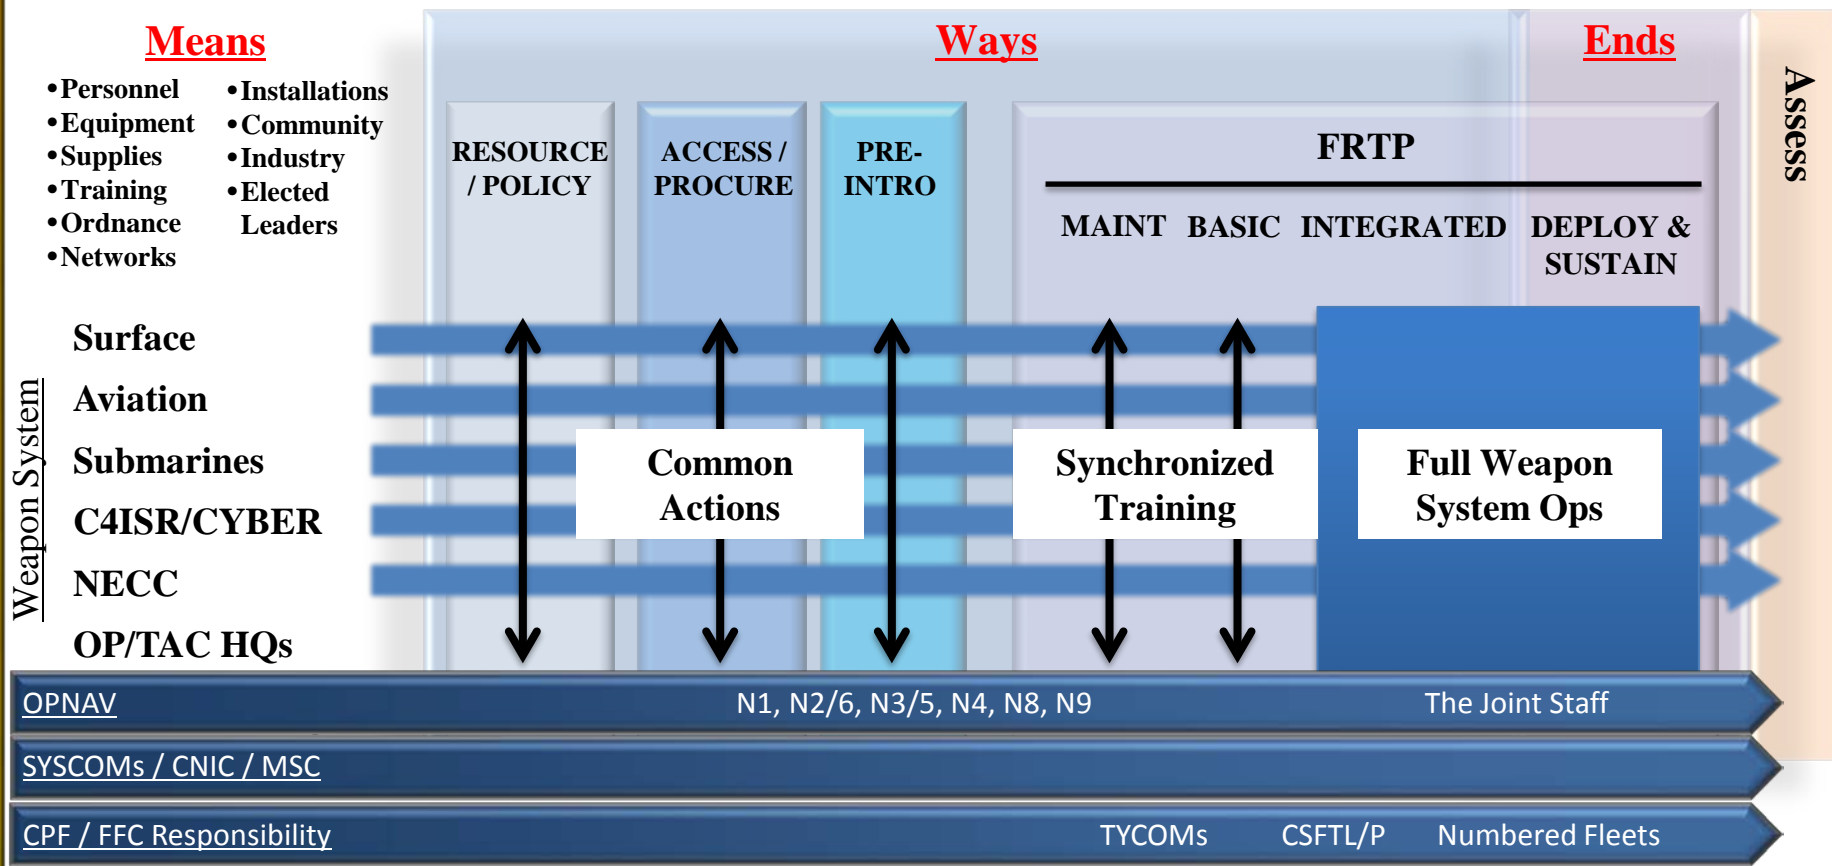 Means
Ways
Ends
Assess
•Personnel
•Equipment
•Supplies
•Training
•Ordnance
•Networks
•Installations
•Community
•Industry
•Elected
Leaders
RESOURCE
/ POLICY
ACCESS /
PROCURE
PRE-
INTRO
FRTP
MAINT
BASIC
INTEGRATED
DEPLOY &
SUSTAIN
Weapon System
Surface
Aviation
Submarines
C4ISR/CYBER
NECC
OP/TAC HQs
Common
Actions
Synchronized
Training
Full Weapon
System Ops
OPNAV
N1, N2/6, N3/5, N4, N8, N9
The Joint Staff
SYSCOMs / CNIC / MSC
CPF / FFC Responsibility
TYCOMs
CSFTL/P
Numbered Fleets